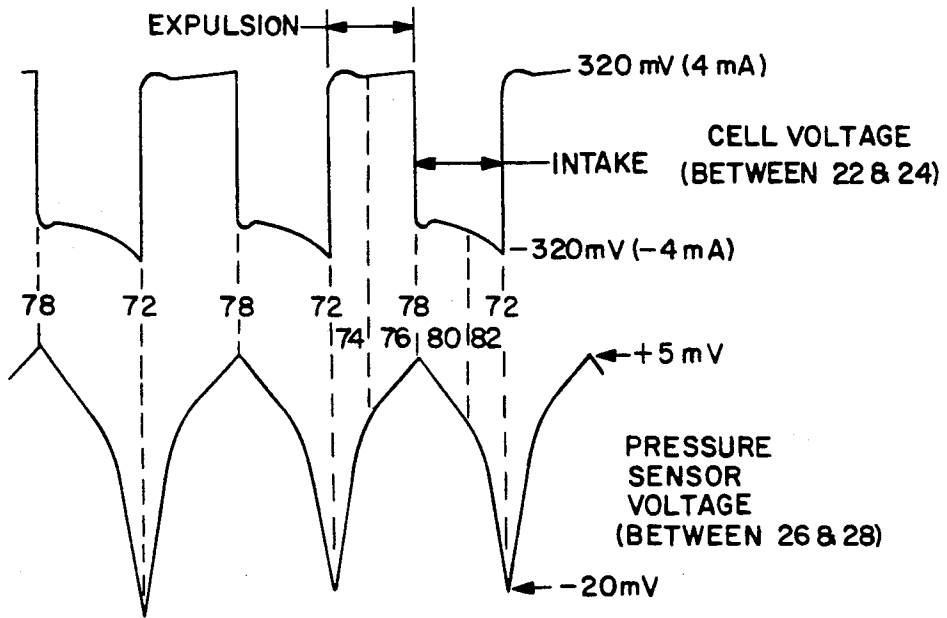 EXPULSION
320 mV (4 mA)
CELL VOLTAGE
INTAKE
(BETWEEN 22 & 24)
-320mV (-4 mA)
78 72 78 72 78 72
74 76 80 82
+5 mV
PRESSURE
SENSOR
VOLTAGE
(BETWEEN 26 & 28)
-20mV